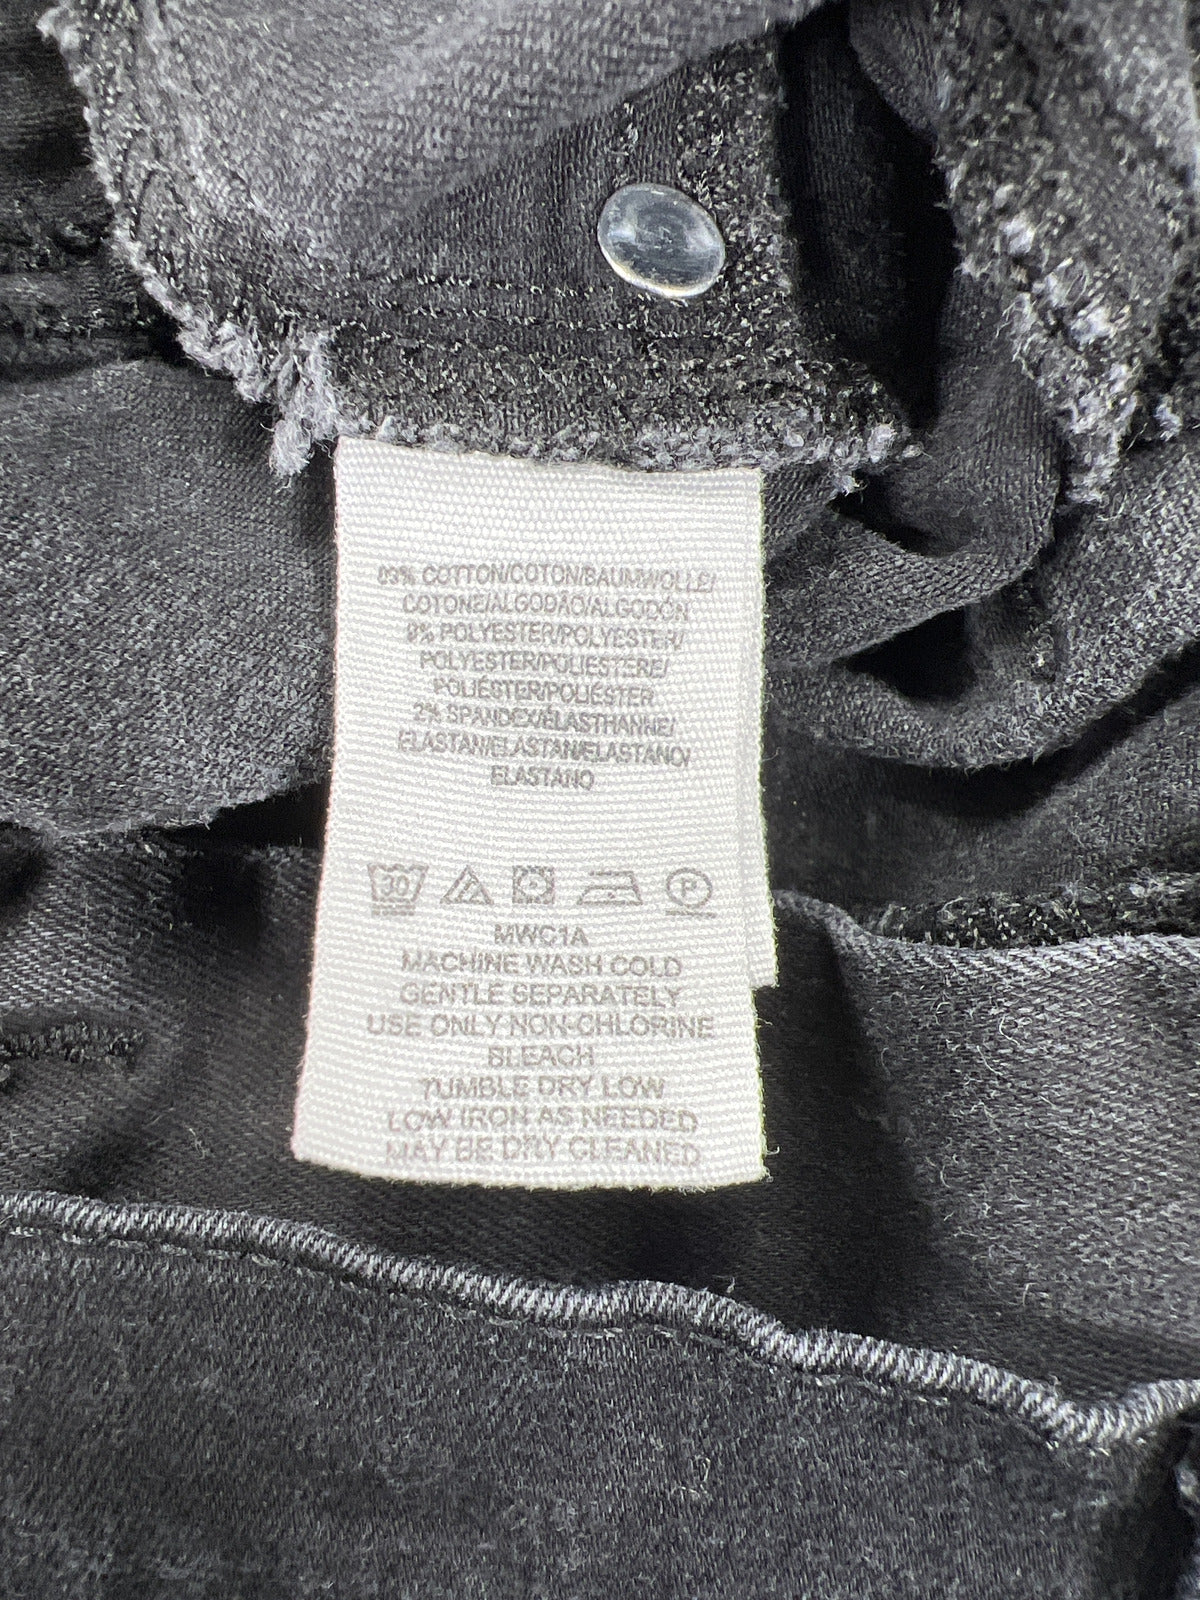 89% COTTON/COTON/BAUMWOLLE/
COTONE/ALGODÃO/ALGODÓN
9% POLYESTER/POLYESTER/
POLYESTER/POLIESTERE/
POLIÉSTER/POLIÉSTER
2% SPANDEX/ÉLASTHANNE/
ELASTAN/ELASTAN/ELASTANO/
ELASTANO
30 P
MWC1A
MACHINE WASH COLD
GENTLE SEPARATELY
USE ONLY NON-CHLORINE
BLEACH
TUMBLE DRY LOW
LOW IRON AS NEEDED
MAY BE DRY CLEANED